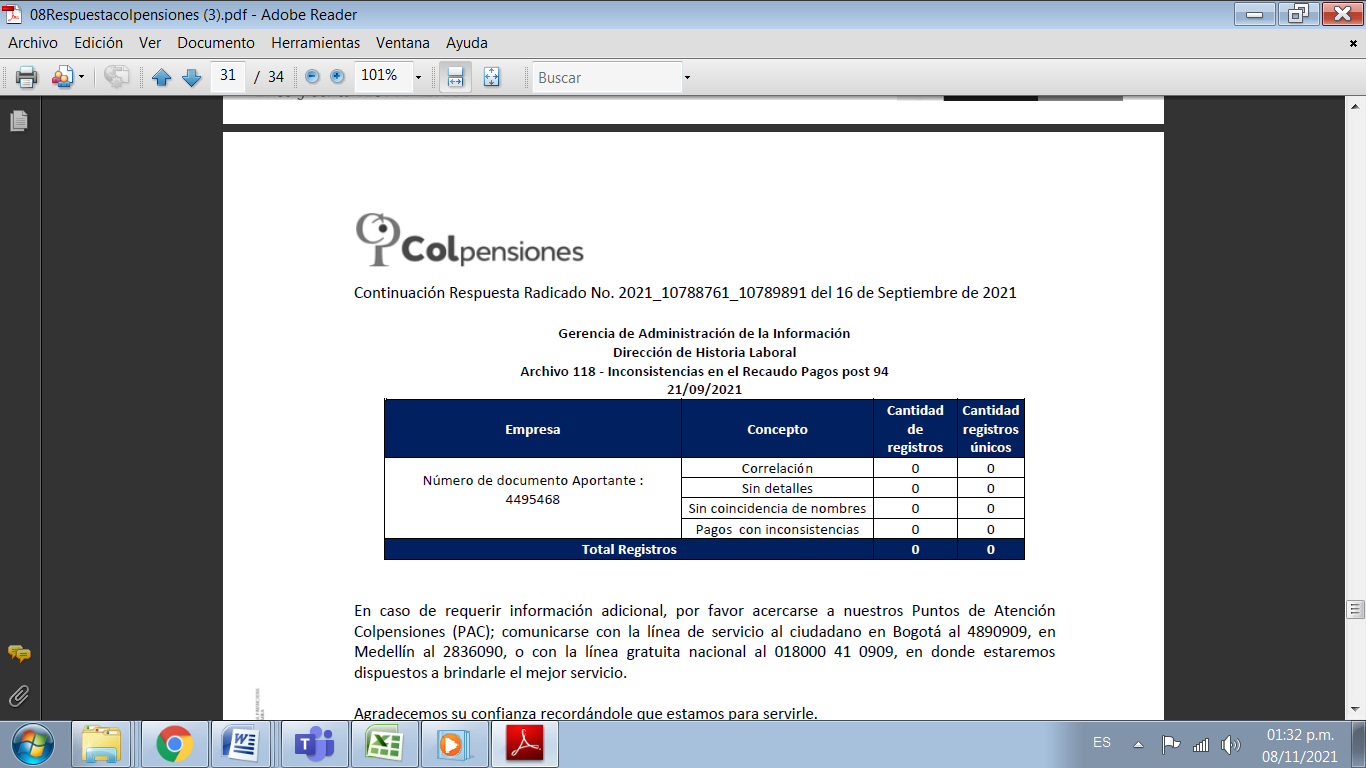 08Respuestacolpensiones (3).pdf - Adobe Reader
Archivo Edición Ver Documento Herramientas Ventana Ayuda
31 / 34 101% Buscar
Colpensiones
Continuación Respuesta Radicado No. 2021_10788761_10789891 del 16 de Septiembre de 2021
Gerencia de Administración de la Información
Dirección de Historia Laboral
Archivo 118 - Inconsistencias en el Recaudo Pagos post 94
21/09/2021
Empresa Concepto Cantidad de registros Cantidad registros únicos
Número de documento Aportante :
4495468
Correlación 0 0
Sin detalles 0 0
Sin coincidencia de nombres 0 0
Pagos con inconsistencias 0 0
Total Registros 0 0
En caso de requerir información adicional, por favor acercarse a nuestros Puntos de Atención
Colpensiones (PAC); comunicarse con la línea de servicio al ciudadano en Bogotá al 4890909, en
Medellín al 2836090, o con la línea gratuita nacional al 018000 41 0909, en donde estaremos
dispuestos a brindarle el mejor servicio.
Agradecemos su confianza recordándole que estamos para servirle.
ES
01:32 p.m.
08/11/2021